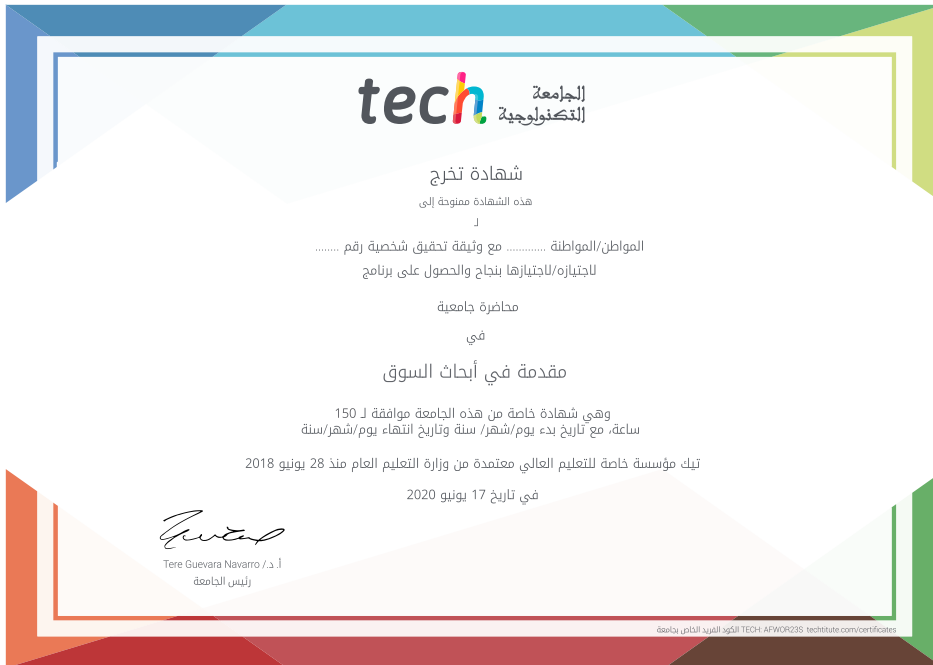 tech الجامعة
التكنولوجية
شهادة تخرج
هذه الشهادة ممنوحة إلى
لـ
المواطن/المواطنة ............. مع وثيقة تحقيق شخصية رقم ........
لاجتيازه/لاجتيازها بنجاح والحصول على برنامج
محاضرة جامعية
في
مقدمة في أبحاث السوق
وهي شهادة خاصة من هذه الجامعة موافقة لـ 150
ساعة، مع تاريخ بدء يوم/شهر/ سنة وتاريخ انتهاء يوم/شهر/سنة
تيك مؤسسة خاصة للتعليم العالي معتمدة من وزارة التعليم العام منذ 28 يونيو 2018
في تاريخ 17 يونيو 2020
أ. د./ Tere Guevara Navarro
رئيس الجامعة
الكود الفريد الخاص بجامعة TECH: AFWOR23S techtitute.com/certificates